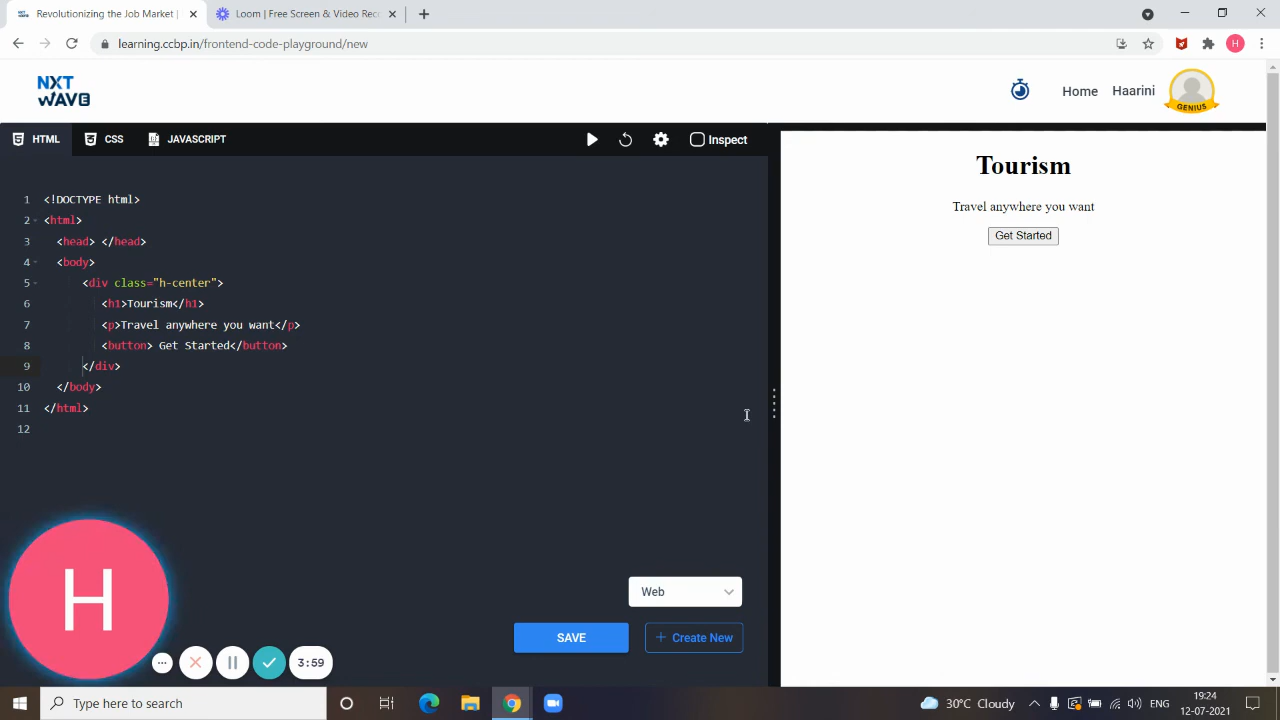 Revolutionizing the Job Market |
Loom | Free Screen & Video Rec
learning.ccbp.in/frontend-code-playground/new
H
NXT
WAVE
Home
Haarini
GENIUS
HTML
CSS
JAVASCRIPT
Inspect
1 <!DOCTYPE html>
2 <html>
3 <head> </head>
4 <body>
5 <div class="h-center">
6 <h1>Tourism</h1>
7 <p>Travel anywhere you want</p>
8 <button> Get Started</button>
9 </div>
10 </body>
11 </html>
12
Tourism
Travel anywhere you want
Get Started
H
Web
SAVE
+ Create New
3:59
Type here to search
30°C Cloudy
ENG
19:24
12-07-2021